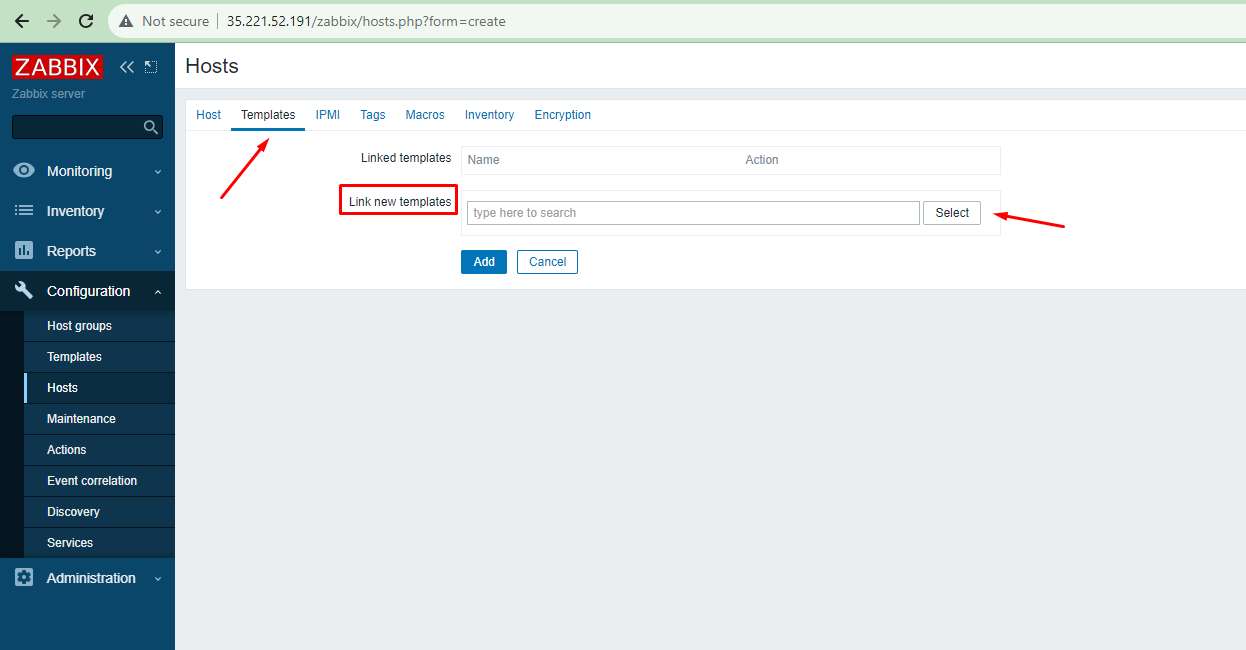 Not secure | 35.221.52.191/zabbix/hosts.php?form=create
ZABBIX
Zabbix server
Monitoring
Inventory
Reports
Configuration
Host groups
Templates
Hosts
Maintenance
Actions
Event correlation
Discovery
Services
Administration
Hosts
Host Templates IPMI Tags Macros Inventory Encryption
Linked templates Name Action
Link new templates type here to search Select
Add Cancel